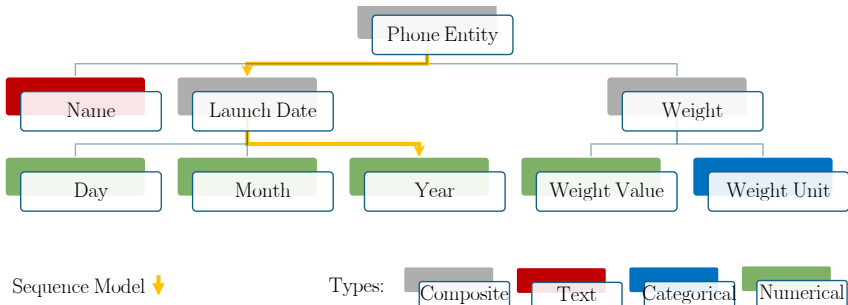 Phone Entity
Name Launch Date Weight
Day Month Year Weight Value Weight Unit
Sequence Model Types: Composite Text Categorical Numerical